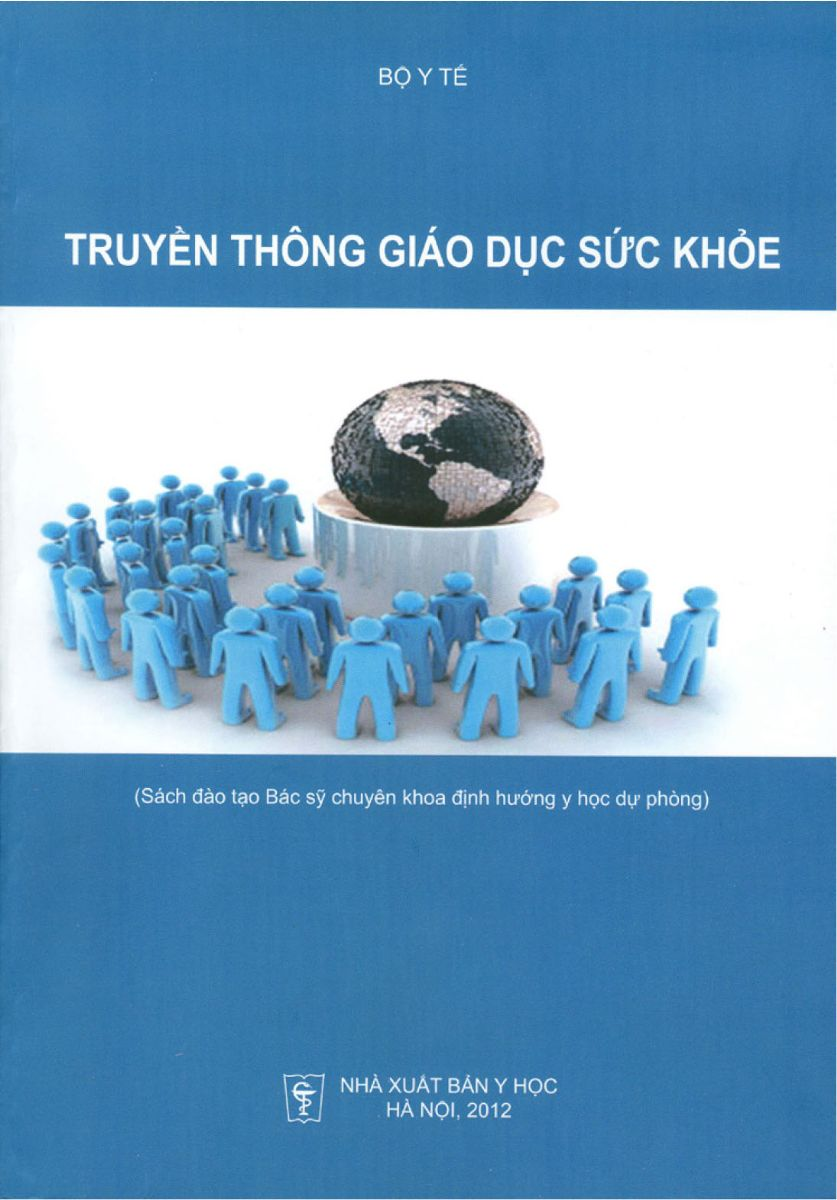 BỘ Y TẾ
TRUYỀN THÔNG GIÁO DỤC SỨC KHỎE
(Sách đào tạo Bác sỹ chuyên khoa định hướng y học dự phòng)
NHÀ XUẤT BẢN Y HỌC
HÀ NỘI, 2012